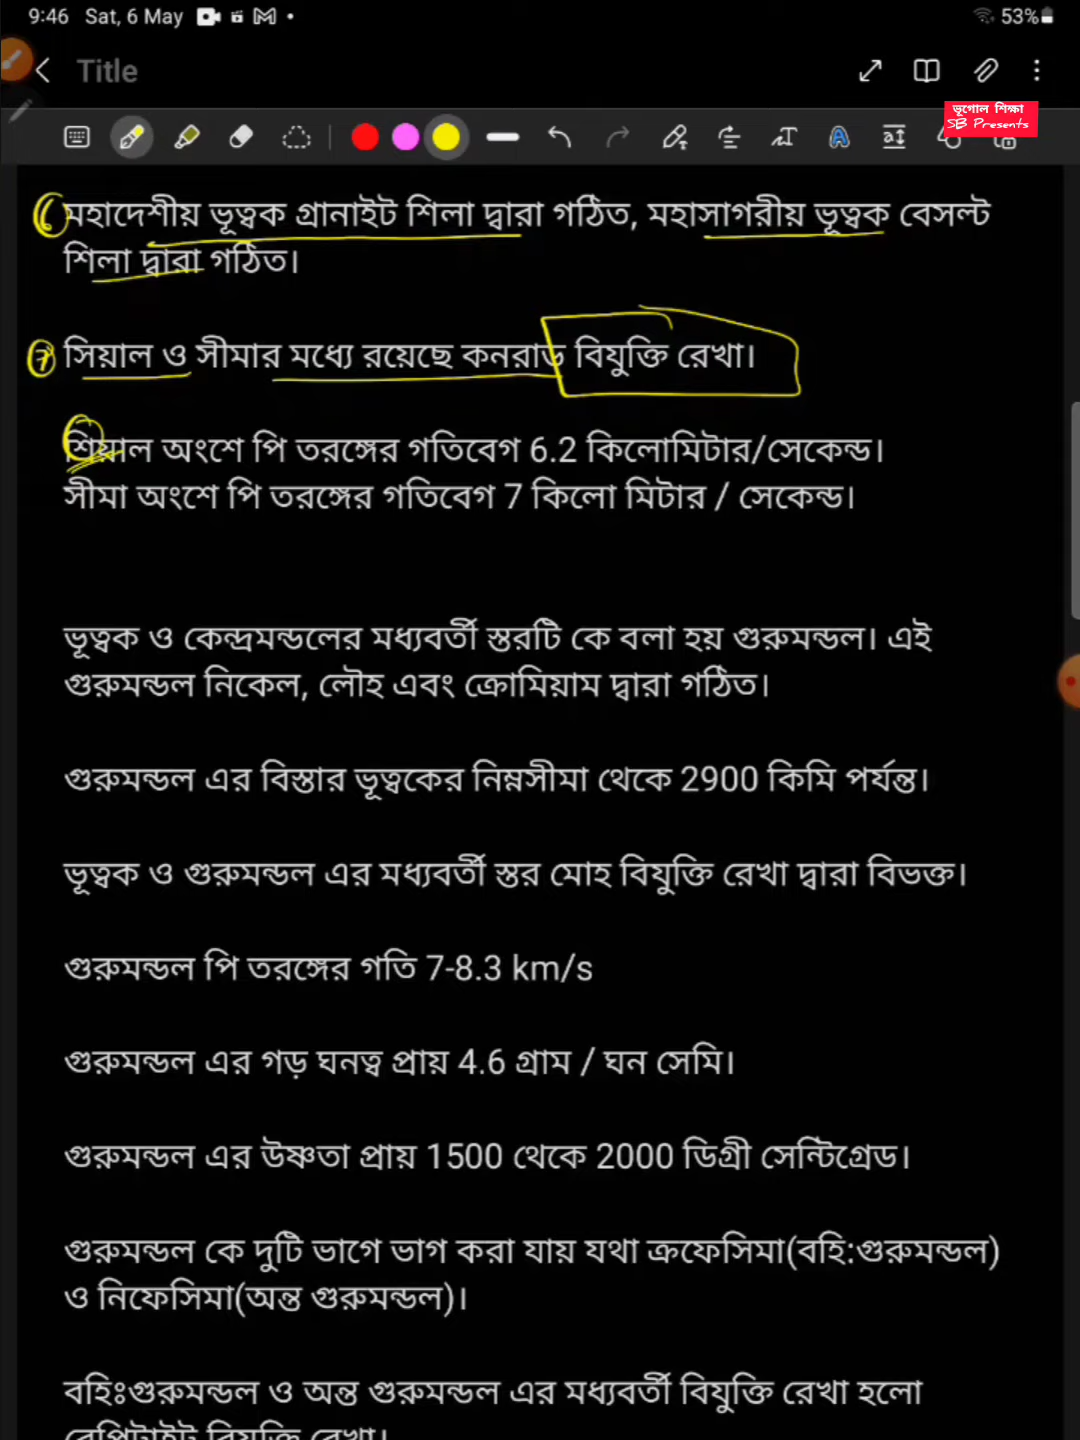 9:46 Sat, 6 May
53%
Title
ভূগোল শিক্ষা
SB Presents
মহাদেশীয় ভূত্বক গ্রানাইট শিলা দ্বারা গঠিত, মহাসাগরীয় ভূত্বক বেসল্ট
শিলা দ্বারা গঠিত।
৭ সিয়াল ও সীমার মধ্যে রয়েছে কনরাড বিযুক্তি রেখা।
শিয়াল অংশে পি তরঙ্গের গতিবেগ 6.2 কিলোমিটার/সেকেন্ড।
সীমা অংশে পি তরঙ্গের গতিবেগ 7 কিলো মিটার / সেকেন্ড।
ভূত্বক ও কেন্দ্রমন্ডলের মধ্যবর্তী স্তরটি কে বলা হয় গুরুমন্ডল। এই
গুরুমন্ডল নিকেল, লৌহ এবং ক্রোমিয়াম দ্বারা গঠিত।
গুরুমন্ডল এর বিস্তার ভূত্বকের নিম্নসীমা থেকে 2900 কিমি পর্যন্ত।
ভূত্বক ও গুরুমন্ডল এর মধ্যবর্তী স্তর মোহ বিযুক্তি রেখা দ্বারা বিভক্ত।
গুরুমন্ডল পি তরঙ্গের গতি 7-8.3 km/s
গুরুমন্ডল এর গড় ঘনত্ব প্রায় 4.6 গ্রাম / ঘন সেমি।
গুরুমন্ডল এর উষ্ণতা প্রায় 1500 থেকে 2000 ডিগ্রী সেন্টিগ্রেড।
গুরুমন্ডল কে দুটি ভাগে ভাগ করা যায় যথা ক্রফেসিমা(বহি:গুরুমন্ডল)
ও নিফেসিমা(অন্ত গুরুমন্ডল)।
বহিঃগুরুমন্ডল ও অন্ত গুরুমন্ডল এর মধ্যবর্তী বিযুক্তি রেখা হলো
রেপিটাইট বিযুক্তি রেখা।